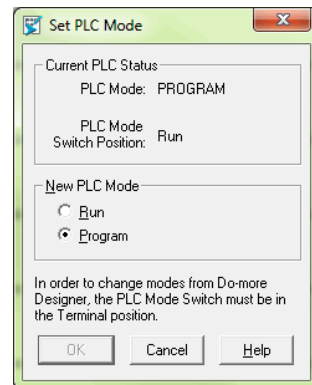 Set PLC Mode
Current PLC Status
PLC Mode: PROGRAM
PLC Mode
Switch Position: Run
New PLC Mode
Run
Program
In order to change modes from Do-more
Designer, the PLC Mode Switch must be in
the Terminal position.
OK Cancel Help